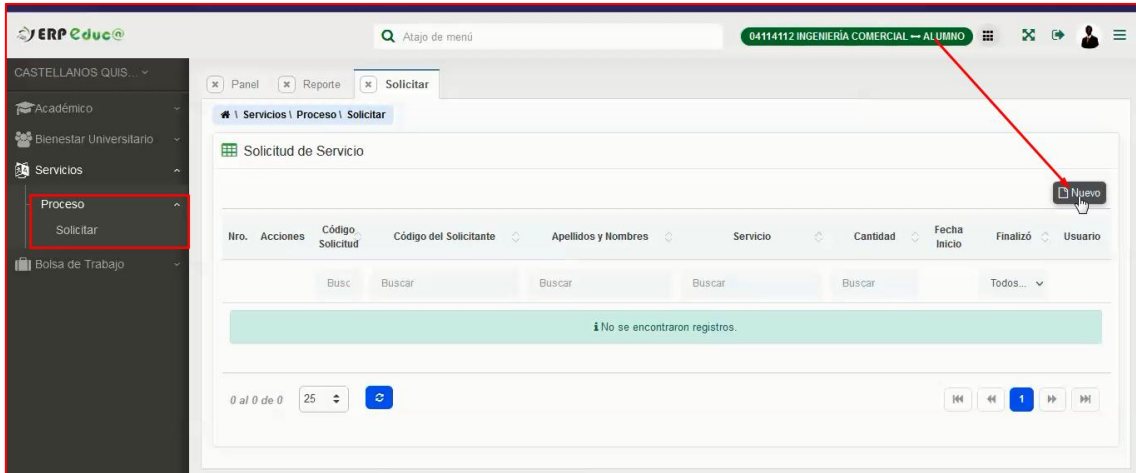 ERP Educ@
Atajo de menú
04114112 INGENIERÌA COMERCIAL ↔ ALUMNO
CASTELLANOS QUIS...
Académico
Bienestar Universitario
Servicios
Proceso
Solicitar
Bolsa de Trabajo
Panel Reporte Solicitar
\ Servicios \ Proceso \ Solicitar
Solicitud de Servicio
Nuevo
Nro. Acciones Código Solicitud Código del Solicitante Apellidos y Nombres Servicio Cantidad Fecha Inicio Finalizó Usuario
Busc Buscar Buscar Buscar Buscar Todos...
No se encontraron registros.
0 al 0 de 0 25 1